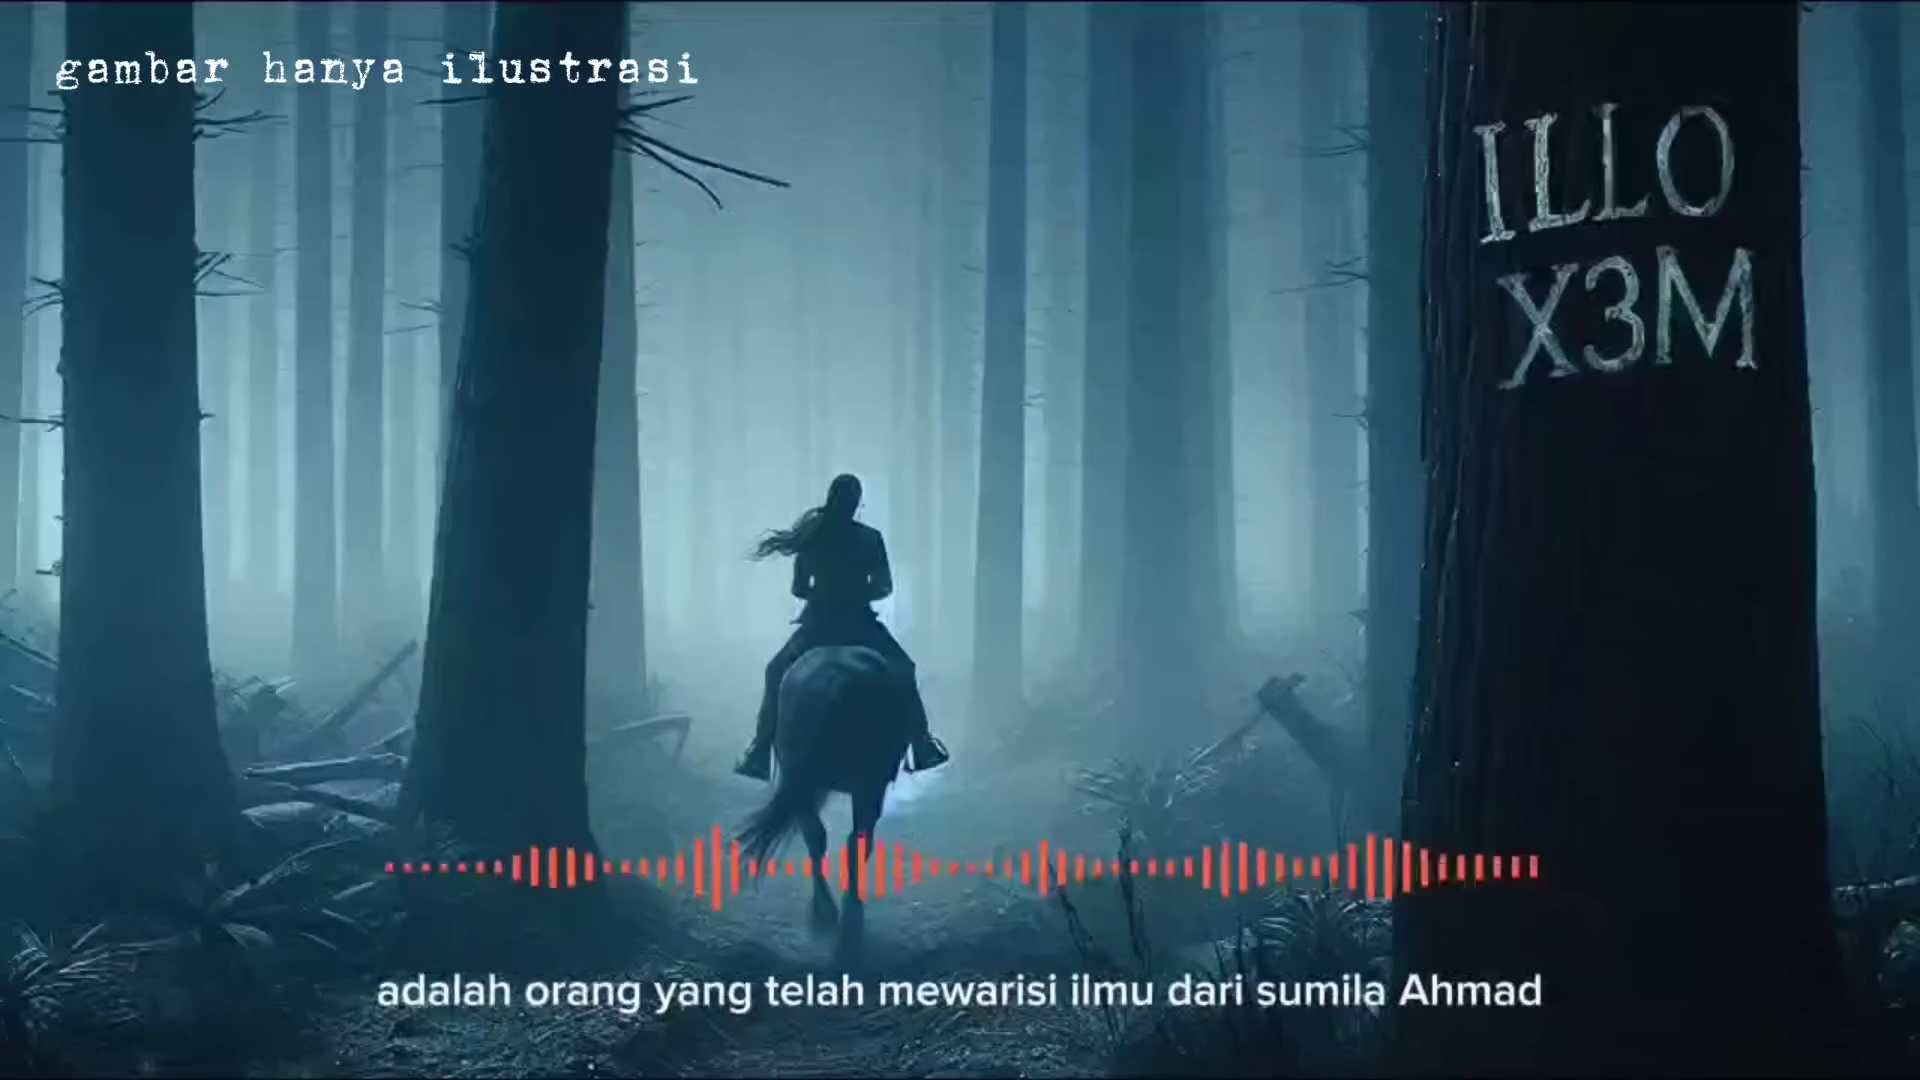 gambar hanya ilustrasi
ILLO
X3M
adalah orang yang telah mewarisi ilmu dari sumila Ahmad